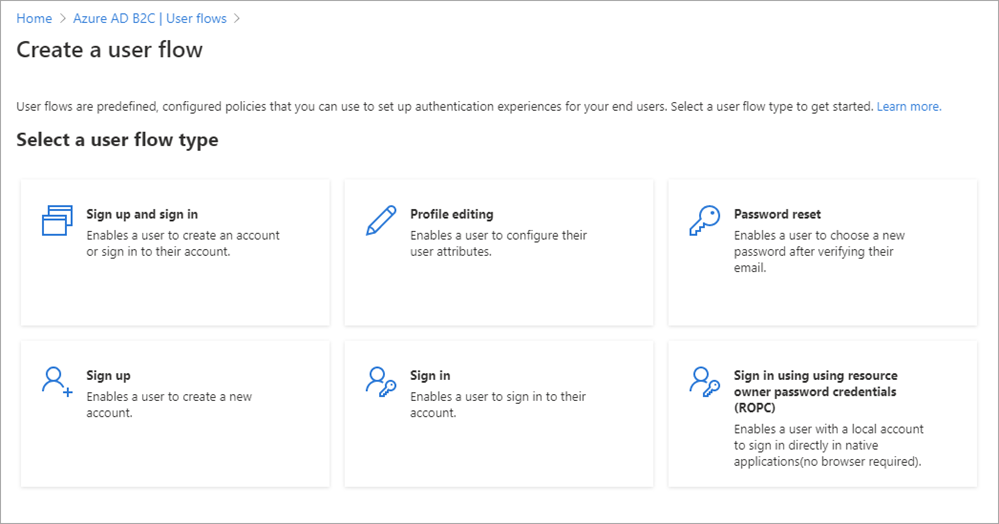 Home > Azure AD B2C | User flows >
Create a user flow
User flows are predefined, configured policies that you can use to set up authentication experiences for your end users. Select a user flow type to get started. Learn more.
Select a user flow type
Sign up and sign in
Enables a user to create an account
or sign in to their account.
Profile editing
Enables a user to configure their
user attributes.
Password reset
Enables a user to choose a new
password after verifying their
email.
Sign up
Enables a user to create a new
account.
Sign in
Enables a user to sign in to their
account.
Sign in using using resource
owner password credentials
(ROPC)
Enables a user with a local account
to sign in directly in native
applications(no browser required).